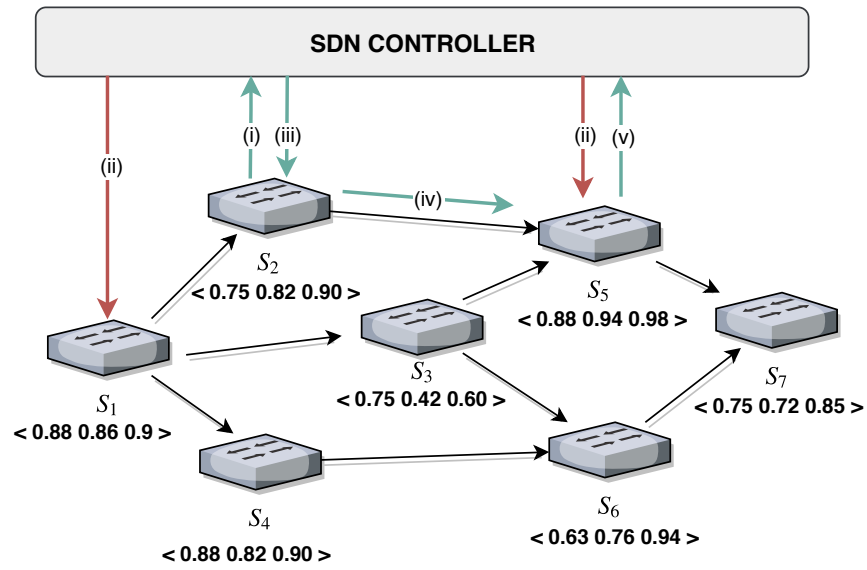 SDN CONTROLLER
(i) (iii) (ii) (v)
(ii)
(iv)
S2
< 0.75 0.82 0.90 >
S5
< 0.88 0.94 0.98 >
S3
< 0.75 0.42 0.60 >
S7
< 0.75 0.72 0.85 >
S1
< 0.88 0.86 0.9 >
S4
< 0.88 0.82 0.90 >
S6
< 0.63 0.76 0.94 >